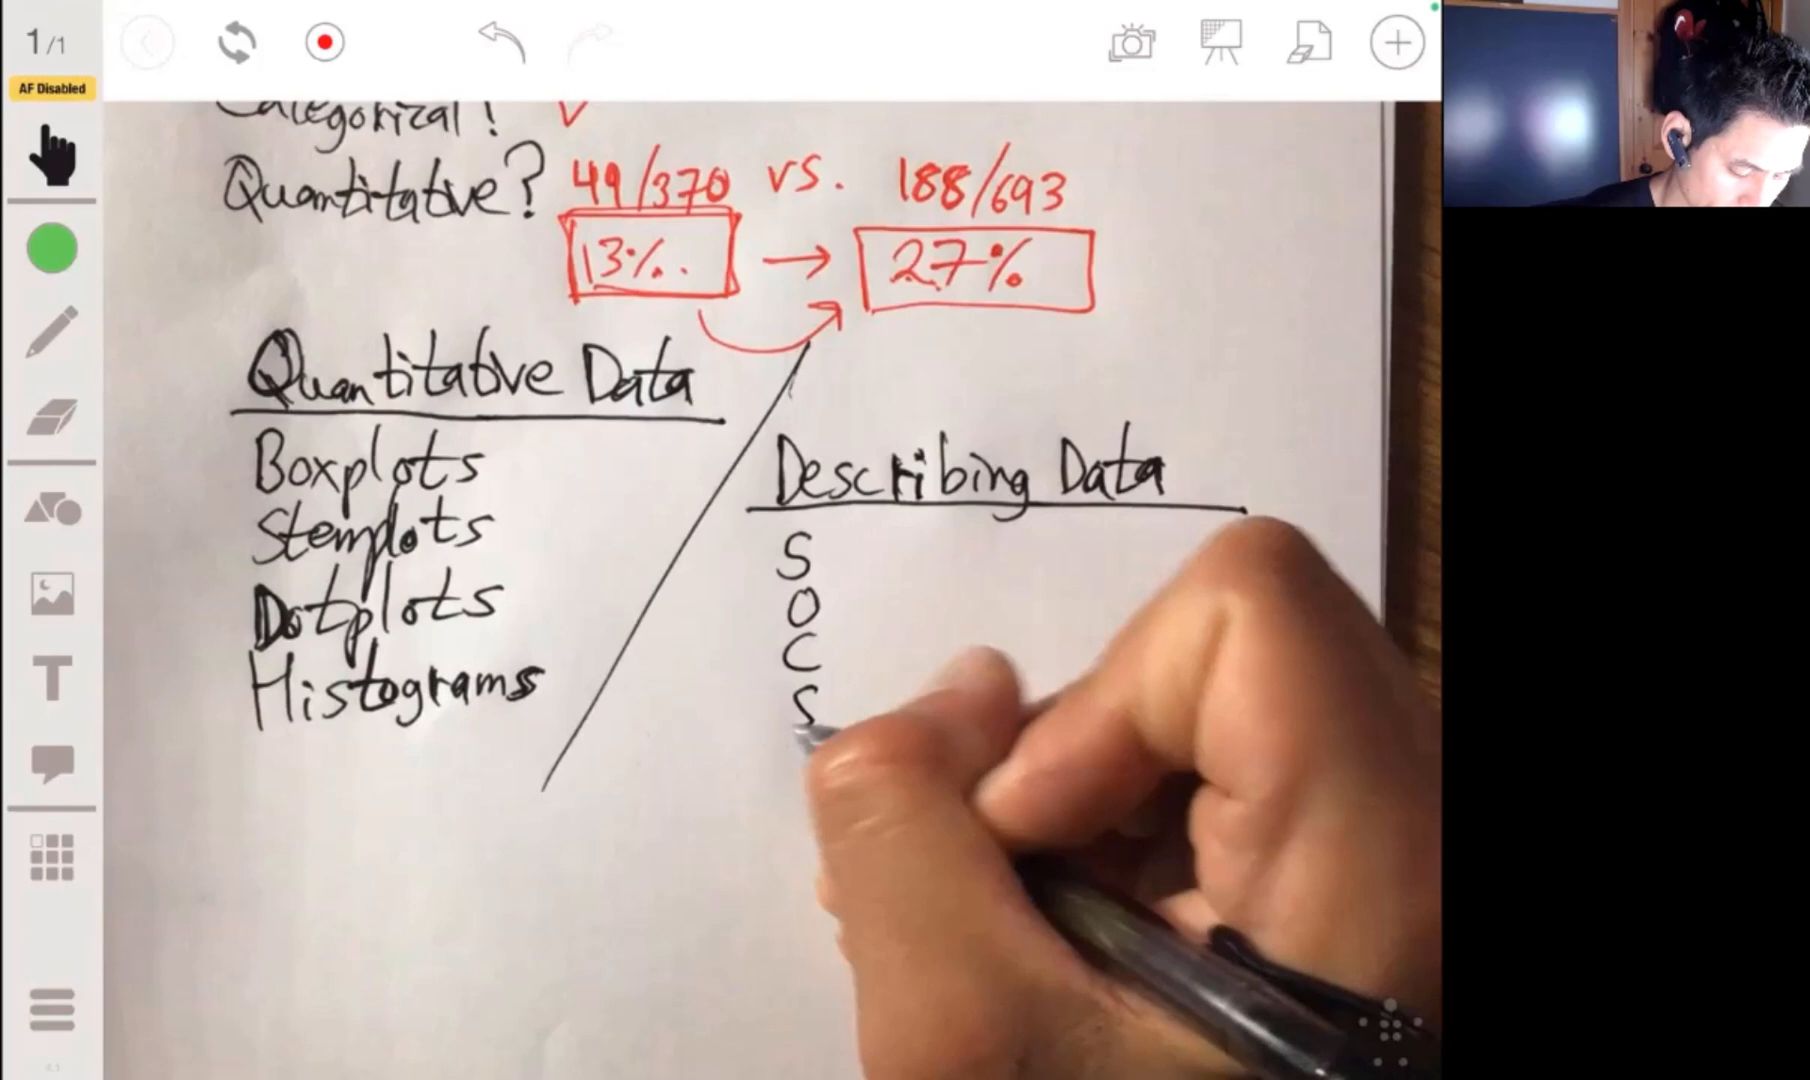 1/1
AF Disabled
Categorical! ✓
Quantitative? 49/370 vs. 188/693
13%. → 27%
Quantitative Data
Boxplots
Stemplots
Dotplots
Histograms
Describing Data
S
O
C
S
T